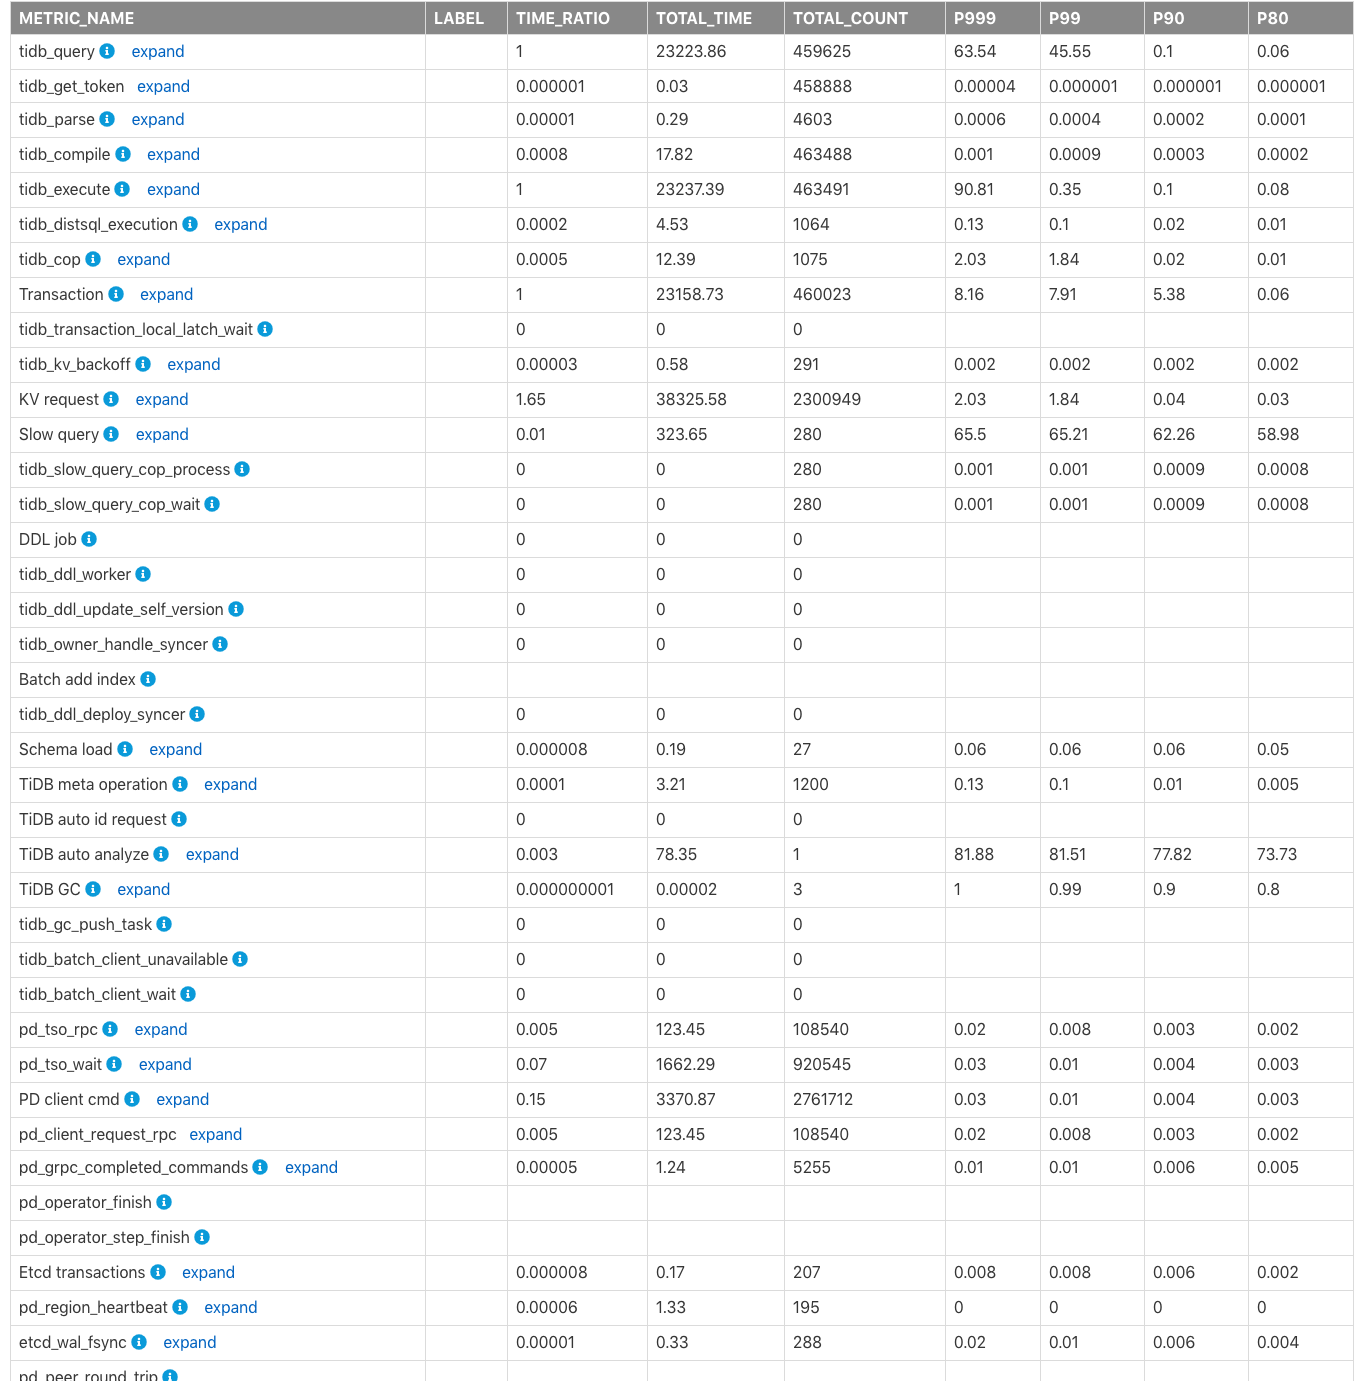 METRIC_NAME LABEL TIME_RATIO TOTAL_TIME TOTAL_COUNT P999 P99 P90 P80
tidb_query expand 1 23223.86 459625 63.54 45.55 0.1 0.06
tidb_get_token expand 0.000001 0.03 458888 0.00004 0.000001 0.000001 0.000001
tidb_parse expand 0.00001 0.29 4603 0.0006 0.0004 0.0002 0.0001
tidb_compile expand 0.0008 17.82 463488 0.001 0.0009 0.0003 0.0002
tidb_execute expand 1 23237.39 463491 90.81 0.35 0.1 0.08
tidb_distsql_execution expand 0.0002 4.53 1064 0.13 0.1 0.02 0.01
tidb_cop expand 0.0005 12.39 1075 2.03 1.84 0.02 0.01
Transaction expand 1 23158.73 460023 8.16 7.91 5.38 0.06
tidb_transaction_local_latch_wait 0 0 0
tidb_kv_backoff expand 0.00003 0.58 291 0.002 0.002 0.002 0.002
KV request expand 1.65 38325.58 2300949 2.03 1.84 0.04 0.03
Slow query expand 0.01 323.65 280 65.5 65.21 62.26 58.98
tidb_slow_query_cop_process 0 0 280 0.001 0.001 0.0009 0.0008
tidb_slow_query_cop_wait 0 0 280 0.001 0.001 0.0009 0.0008
DDL job 0 0 0
tidb_ddl_worker 0 0 0
tidb_ddl_update_self_version 0 0 0
tidb_owner_handle_syncer 0 0 0
Batch add index
tidb_ddl_deploy_syncer 0 0 0
Schema load expand 0.000008 0.19 27 0.06 0.06 0.06 0.05
TiDB meta operation expand 0.0001 3.21 1200 0.13 0.1 0.01 0.005
TiDB auto id request 0 0 0
TiDB auto analyze expand 0.003 78.35 1 81.88 81.51 77.82 73.73
TiDB GC expand 0.000000001 0.00002 3 1 0.99 0.9 0.8
tidb_gc_push_task 0 0 0
tidb_batch_client_unavailable 0 0 0
tidb_batch_client_wait 0 0 0
pd_tso_rpc expand 0.005 123.45 108540 0.02 0.008 0.003 0.002
pd_tso_wait expand 0.07 1662.29 920545 0.03 0.01 0.004 0.003
PD client cmd expand 0.15 3370.87 2761712 0.03 0.01 0.004 0.003
pd_client_request_rpc expand 0.005 123.45 108540 0.02 0.008 0.003 0.002
pd_grpc_completed_commands expand 0.00005 1.24 5255 0.01 0.01 0.006 0.005
pd_operator_finish
pd_operator_step_finish
Etcd transactions expand 0.000008 0.17 207 0.008 0.008 0.006 0.002
pd_region_heartbeat expand 0.00006 1.33 195 0 0 0 0
etcd_wal_fsync expand 0.00001 0.33 288 0.02 0.01 0.006 0.004
pd_peer_round_trip